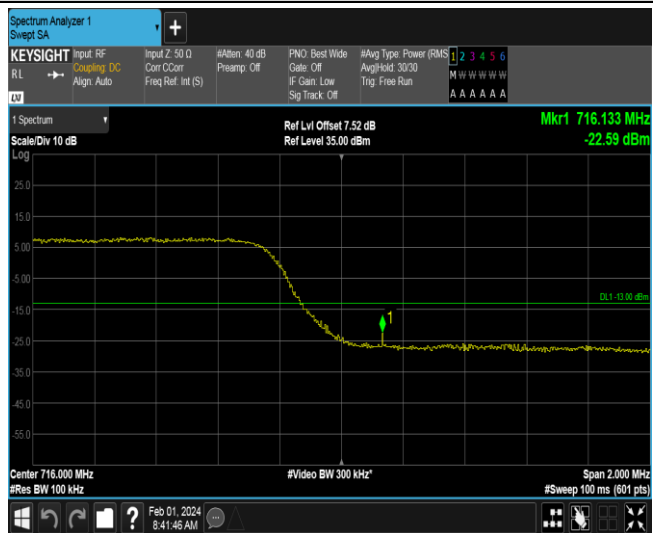 Spectrum Analyzer 1
Swept SA
+
KEYSIGHT
RL
LXI
Input: RF
Coupling: DC
Align: Auto
Input Z: 50 Ω
Corr CCorr
Freq Ref: Int (S)
#Atten: 40 dB
Preamp: Off
PNO: Best Wide
Gate: Off
IF Gain: Low
Sig Track: Off
#Avg Type: Power (RMS
Avg|Hold: 30/30
Trig: Free Run
1 2 3 4 5 6
M W W W W W
A A A A A A
1 Spectrum
Scale/Div 10 dB
Ref Lvl Offset 7.52 dB
Ref Level 35.00 dBm
Mkr1 716.133 MHz
-22.59 dBm
Log
25.0
15.0
5.00
-5.00
-15.0
-25.0
-35.0
-45.0
-55.0
DL1 -13.00 dBm
1
Center 716.000 MHz
#Res BW 100 kHz
#Video BW 300 kHz*
Span 2.000 MHz
#Sweep 100 ms (601 pts)
?
Feb 01, 2024
8:41:46 AM